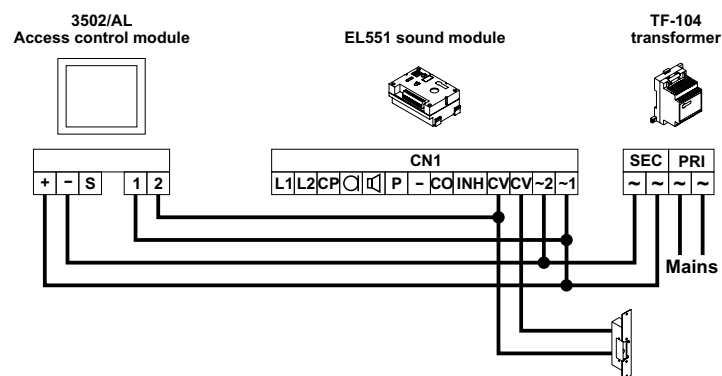 3502/AL
Access control module
EL551 sound module
TF-104
transformer
CN1
SEC PRI
+ − S 1 2
L1 L2 CP P − CO INH CV CV ~2 ~1
~ ~ ~ ~
Mains